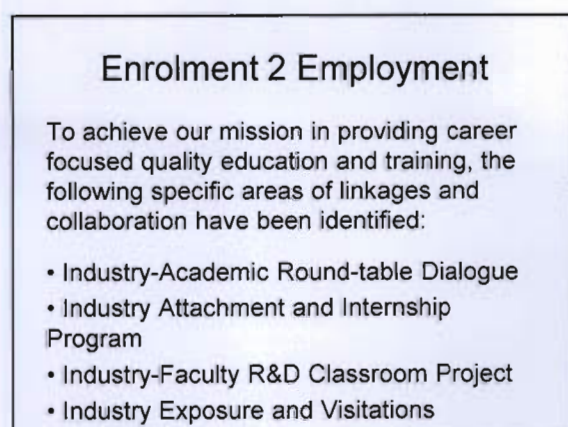 Enrolment 2 Employment
To achieve our mission in providing career
focused quality education and training, the
following specific areas of linkages and
collaboration have been identified:
• Industry-Academic Round-table Dialogue
• Industry Attachment and Internship
Program
• Industry-Faculty R&D Classroom Project
• Industry Exposure and Visitations